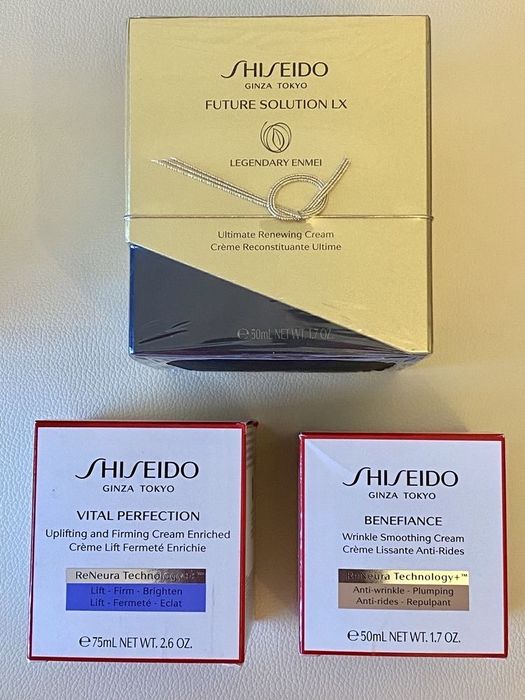 SHISEIDO
GINZA TOKYO
FUTURE SOLUTION LX
LEGENDARY ENMEI
Ultimate Renewing Cream
Crème Reconstituante Ultime
℮50mL NET WT. 1.7 OZ.
SHISEIDO
GINZA TOKYO
VITAL PERFECTION
Uplifting and Firming Cream Enriched
Crème Lift Fermeté Enrichie
ReNeura Technology+™
Lift - Firm - Brighten
Lift - Fermeté - Eclat
℮75mL NET WT. 2.6 OZ.
SHISEIDO
GINZA TOKYO
BENEFIANCE
Wrinkle Smoothing Cream
Crème Lissante Anti-Rides
ReNeura Technology+™
Anti-wrinkle - Plumping
Anti-rides - Repulpant
℮50mL NET WT. 1.7 OZ.